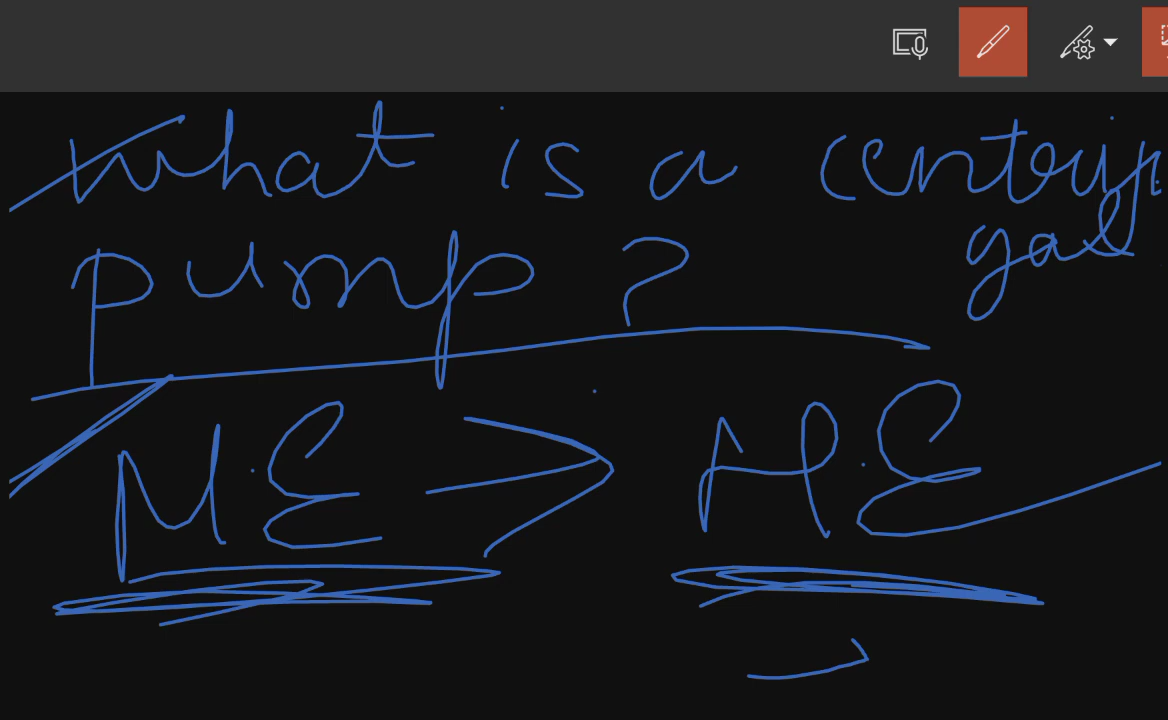 What is a centrifugal
pump ?
M.E → H.E